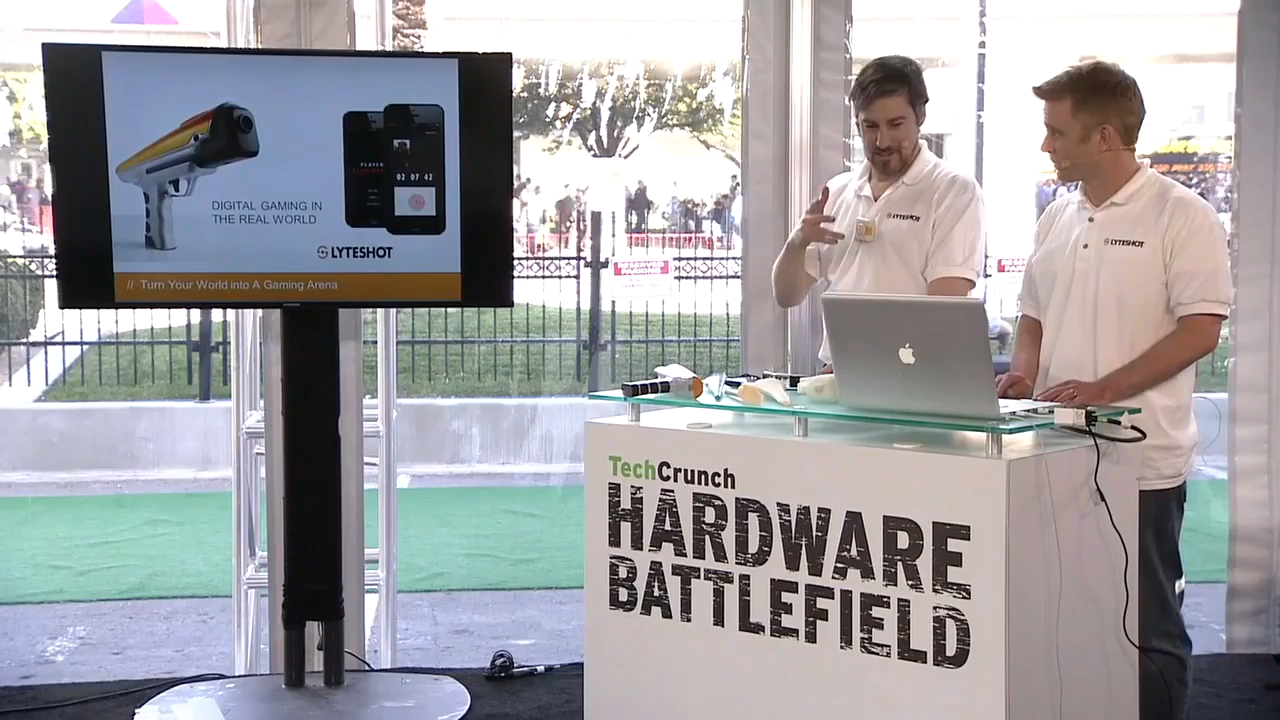 DIGITAL GAMING IN
THE REAL WORLD
LYTESHOT
// Turn Your World into A Gaming Arena
PLAYER
02 07 42
LYTESHOT
LYTESHOT
TechCrunch
HARDWARE
BATTLEFIELD